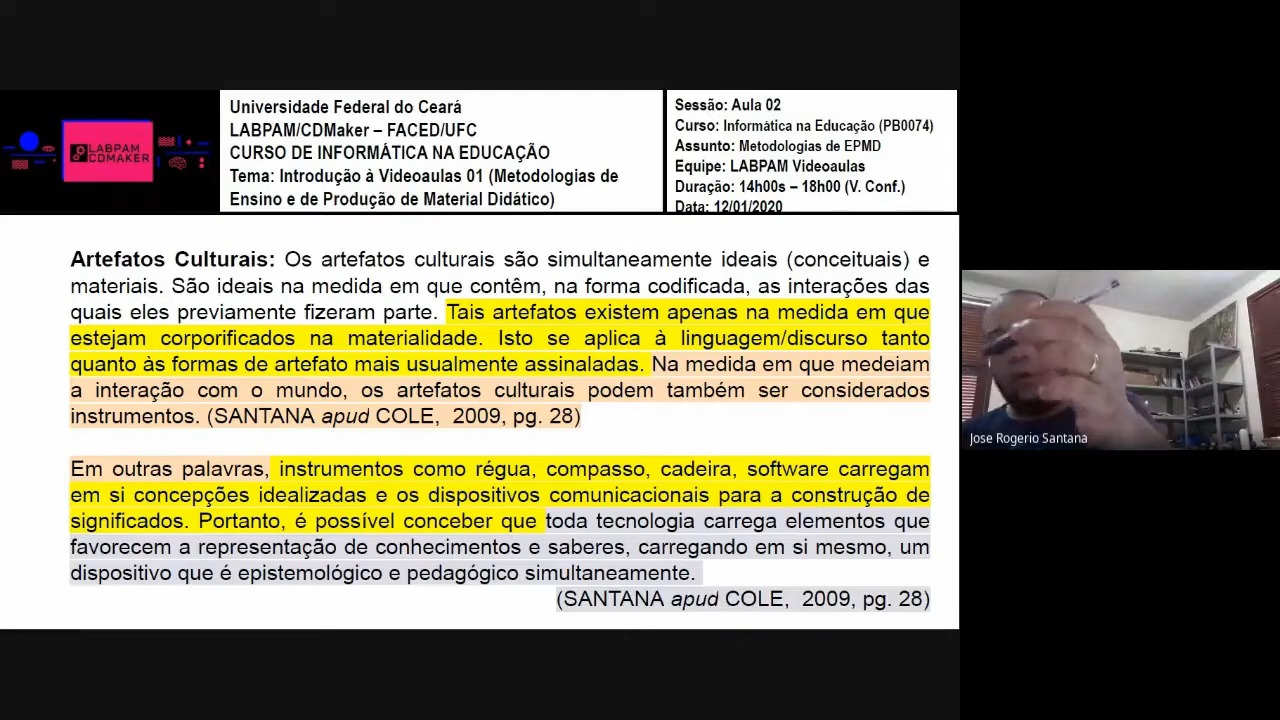 LABPAM
CDMAKER
Universidade Federal do Ceará
LABPAM/CDMaker – FACED/UFC
CURSO DE INFORMÁTICA NA EDUCAÇÃO
Tema: Introdução à Videoaulas 01 (Metodologias de
Ensino e de Produção de Material Didático)
Sessão: Aula 02
Curso: Informática na Educação (PB0074)
Assunto: Metodologias de EPMD
Equipe: LABPAM Videoaulas
Duração: 14h00s – 18h00 (V. Conf.)
Data: 12/01/2020
Artefatos Culturais: Os artefatos culturais são simultaneamente ideais (conceituais) e
materiais. São ideais na medida em que contêm, na forma codificada, as interações das
quais eles previamente fizeram parte. Tais artefatos existem apenas na medida em que
estejam corporificados na materialidade. Isto se aplica à linguagem/discurso tanto
quanto às formas de artefato mais usualmente assinaladas. Na medida em que medeiam
a interação com o mundo, os artefatos culturais podem também ser considerados
instrumentos. (SANTANA apud COLE, 2009, pg. 28)
Em outras palavras, instrumentos como régua, compasso, cadeira, software carregam
em si concepções idealizadas e os dispositivos comunicacionais para a construção de
significados. Portanto, é possível conceber que toda tecnologia carrega elementos que
favorecem a representação de conhecimentos e saberes, carregando em si mesmo, um
dispositivo que é epistemológico e pedagógico simultaneamente.
(SANTANA apud COLE, 2009, pg. 28)
Jose Rogerio Santana